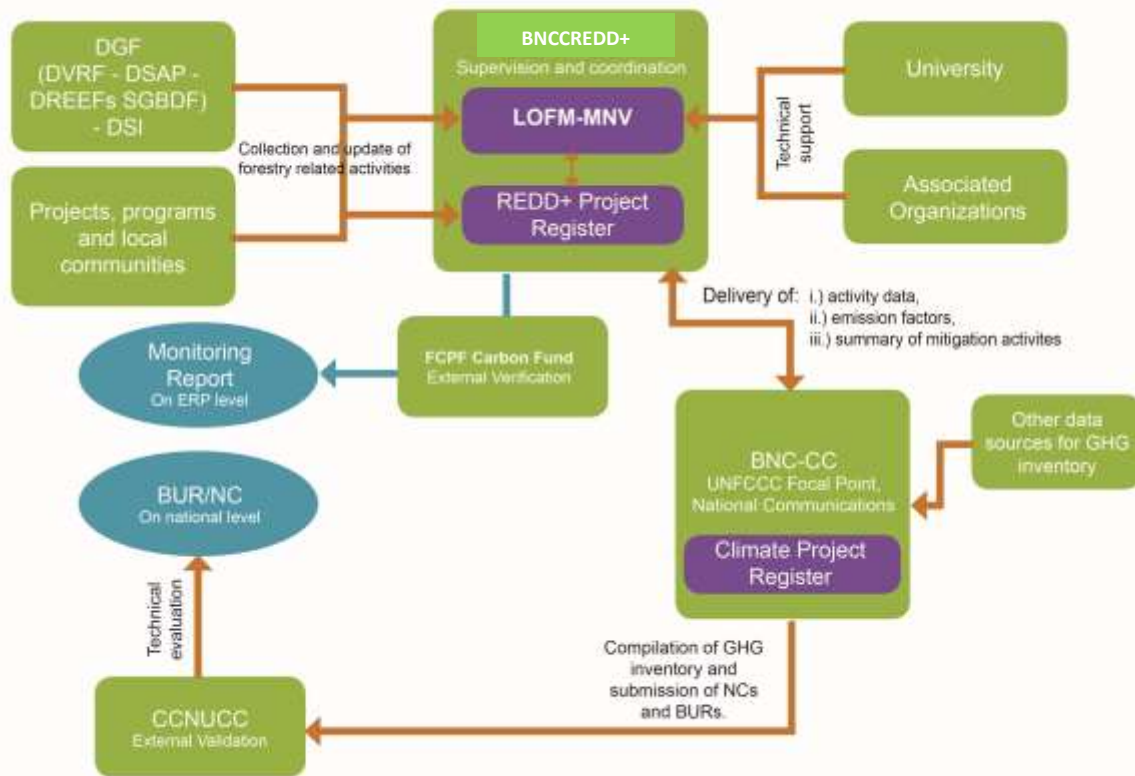 DGF
(DVRF - DSAP -
DREEFs SGBDF)
- DSI
Projects, programs
and local
communities
Collection and update of
forestry related activities
BNCCREDD+
Supervision and coordination
LOFM-MNV
REDD+ Project
Register
Technical
support
University
Associated
Organizations
Delivery of: i.) activity data,
ii.) emission factors,
iii.) summary of mitigation activites
FCPF Carbon Fund
External Verification
Monitoring
Report
On ERP level
BUR/NC
On national level
Technical
evaluation
CCNUCC
External Validation
BNC-CC
UNFCCC Focal Point,
National Communications
Climate Project
Register
Other data
sources for GHG
inventory
Compilation of GHG
inventory and
submission of NCs
and BURs.